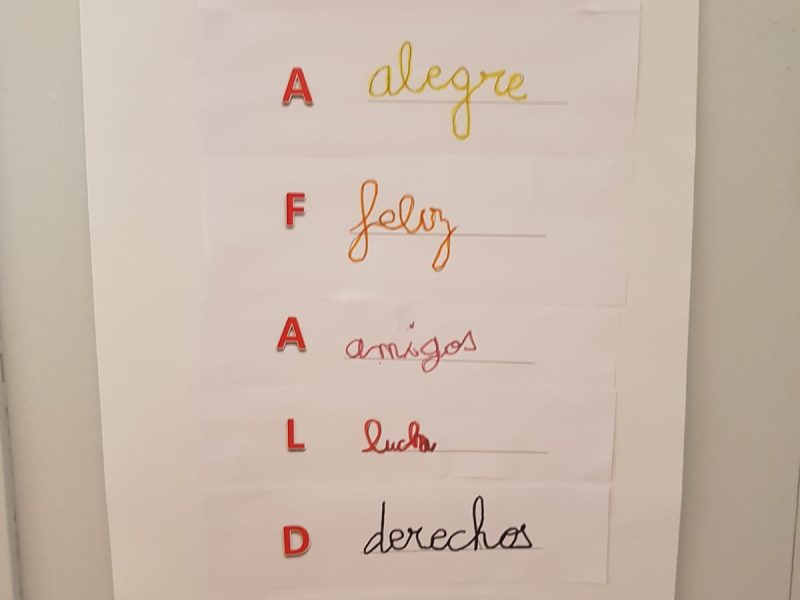 A alegre
F feliz
A amigos
L lucha
D derechos